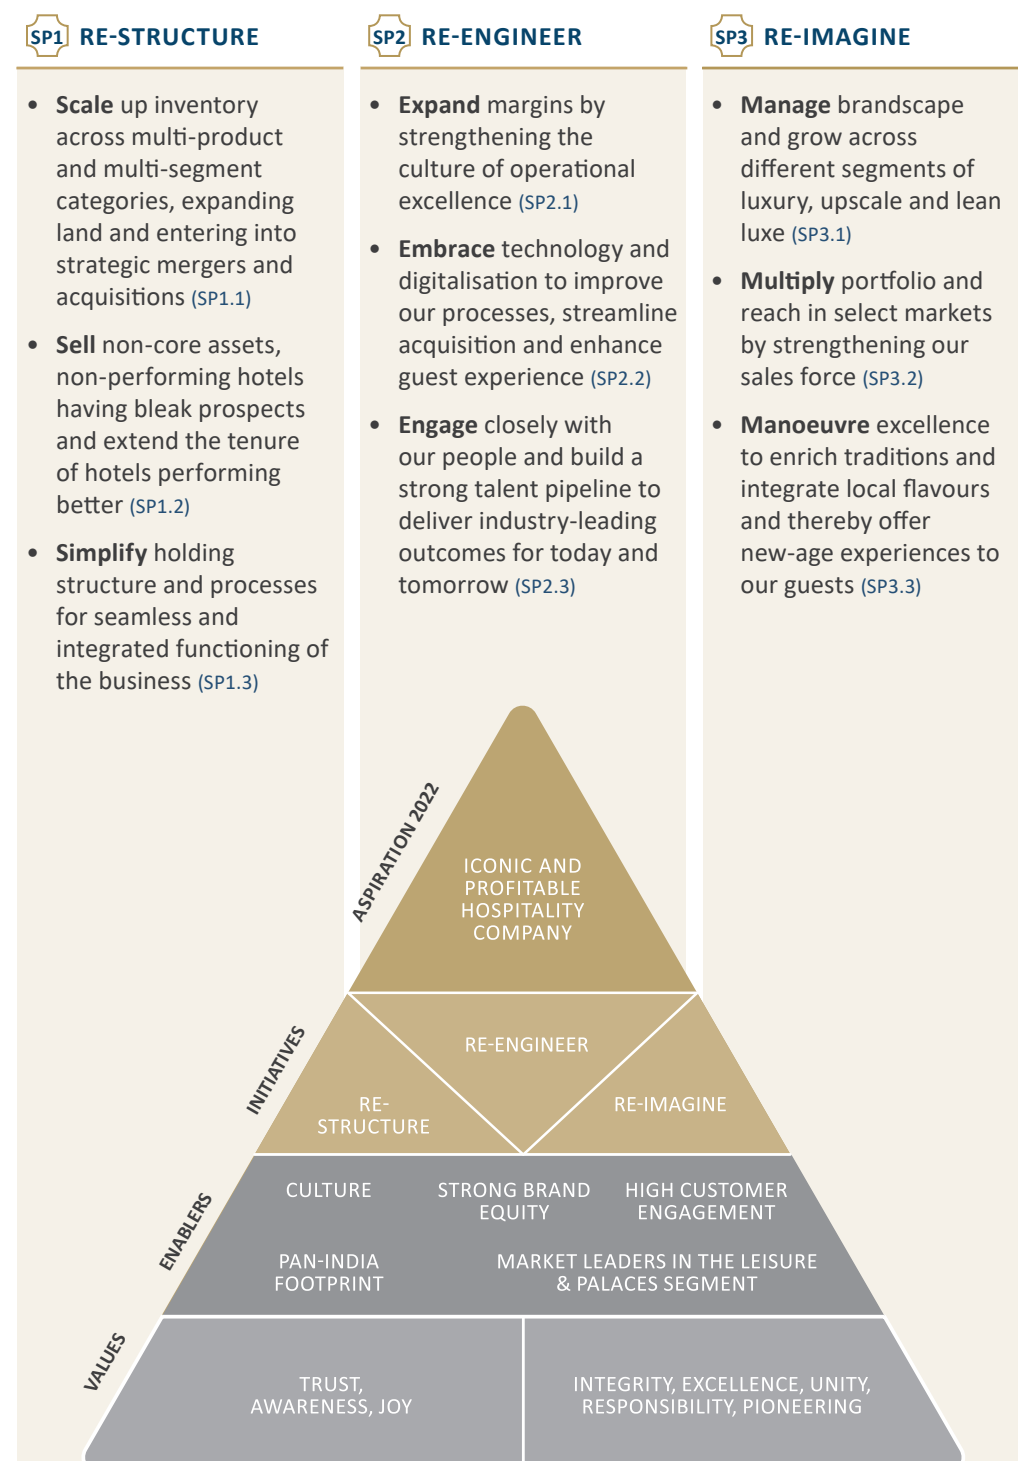 SP1 RE-STRUCTURE
• Scale up inventory
across multi-product
and multi-segment
categories, expanding
land and entering into
strategic mergers and
acquisitions (SP1.1)
• Sell non-core assets,
non-performing hotels
having bleak prospects
and extend the tenure
of hotels performing
better (SP1.2)
• Simplify holding
structure and processes
for seamless and
integrated functioning of
the business (SP1.3)
SP2 RE-ENGINEER
• Expand margins by
strengthening the
culture of operational
excellence (SP2.1)
• Embrace technology and
digitalisation to improve
our processes, streamline
acquisition and enhance
guest experience (SP2.2)
• Engage closely with
our people and build a
strong talent pipeline to
deliver industry-leading
outcomes for today and
tomorrow (SP2.3)
SP3 RE-IMAGINE
• Manage brandscape
and grow across
different segments of
luxury, upscale and lean
luxe (SP3.1)
• Multiply portfolio and
reach in select markets
by strengthening our
sales force (SP3.2)
• Manoeuvre excellence
to enrich traditions and
integrate local flavours
and thereby offer
new-age experiences to
our guests (SP3.3)
ASPIRATION 2022
ICONIC AND
PROFITABLE
HOSPITALITY
COMPANY
INITIATIVES
RE-
STRUCTURE
RE-ENGINEER
RE-IMAGINE
ENABLERS
CULTURE
STRONG BRAND
EQUITY
HIGH CUSTOMER
ENGAGEMENT
PAN-INDIA
FOOTPRINT
MARKET LEADERS IN THE LEISURE
& PALACES SEGMENT
VALUES
TRUST,
AWARENESS, JOY
INTEGRITY, EXCELLENCE, UNITY,
RESPONSIBILITY, PIONEERING